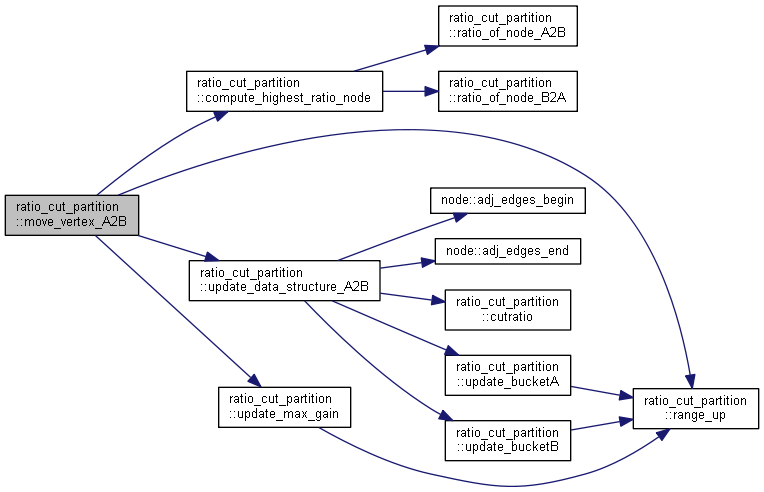 ratio_cut_partition
::move_vertex_A2B
ratio_cut_partition
::compute_highest_ratio_node
ratio_cut_partition
::ratio_of_node_A2B
ratio_cut_partition
::ratio_of_node_B2A
ratio_cut_partition
::update_data_structure_A2B
node::adj_edges_begin
node::adj_edges_end
ratio_cut_partition
::cutratio
ratio_cut_partition
::update_bucketA
ratio_cut_partition
::update_bucketB
ratio_cut_partition
::range_up
ratio_cut_partition
::update_max_gain